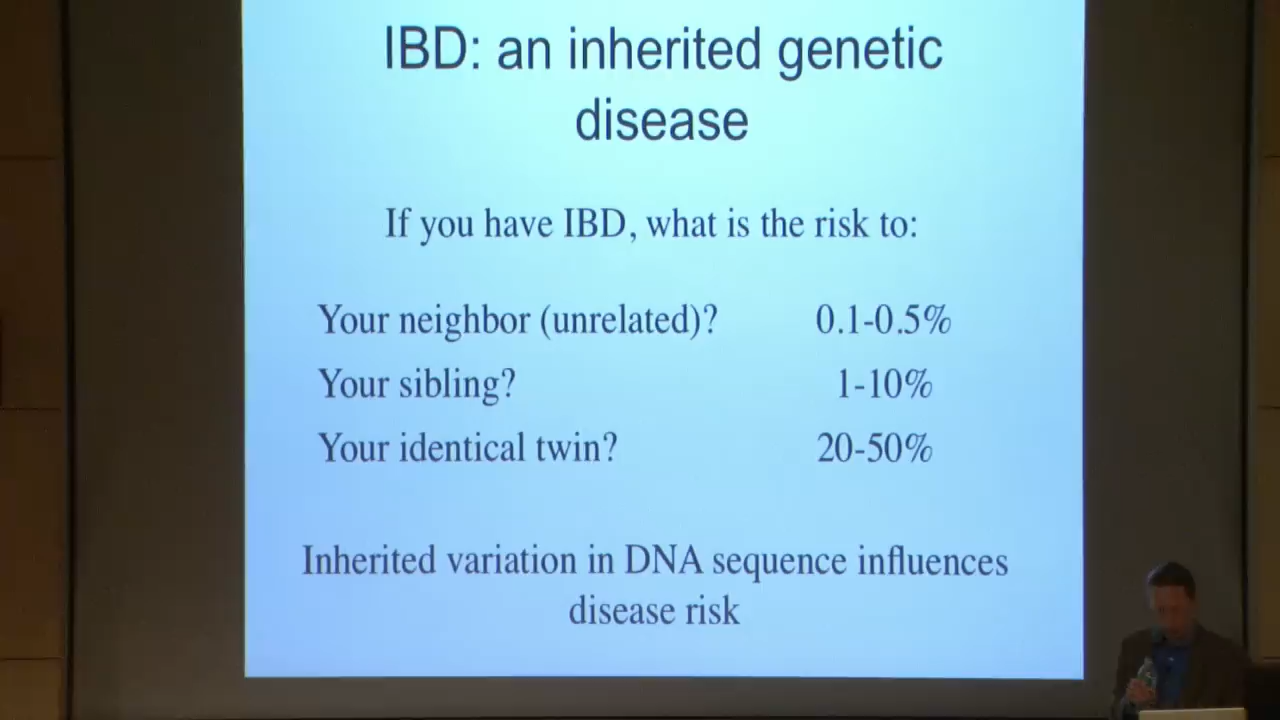 IBD: an inherited genetic
disease
If you have IBD, what is the risk to:
Your neighbor (unrelated)? 0.1-0.5%
Your sibling? 1-10%
Your identical twin? 20-50%
Inherited variation in DNA sequence influences
disease risk